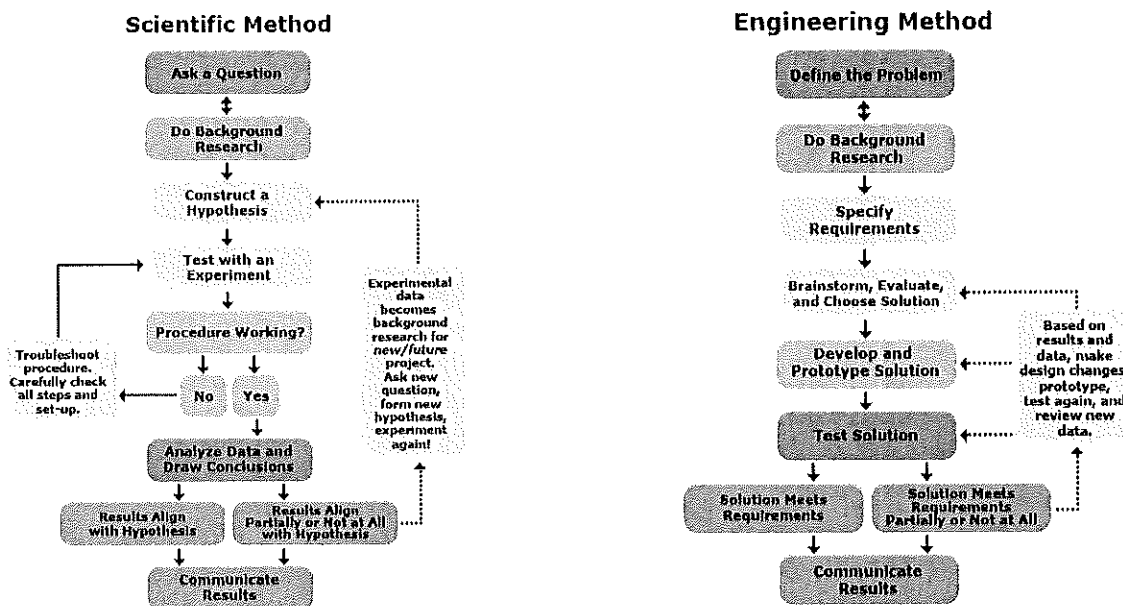 Scientific Method
Ask a Question
Do Background
Research
Construct a
Hypothesis
Test with an
Experiment
Procedure Working?
Troubleshoot
procedure.
Carefully check
all steps and
set-up.
No
Yes
Experimental
data
becomes
background
research for
new/future
project.
Ask new
question,
form new
hypothesis,
experiment
again!
Analyze Data and
Draw Conclusions
Results Align
with Hypothesis
Results Align
Partially or Not at All
with Hypothesis
Communicate
Results
Engineering Method
Define the Problem
Do Background
Research
Specify
Requirements
Brainstorm, Evaluate,
and Choose Solution
Develop and
Prototype Solution
Based on
results and
data, make
design changes,
prototype,
test again, and
review new
data.
Test Solution
Solution Meets
Requirements
Solution Meets
Requirements
Partially or Not at All
Communicate
Results